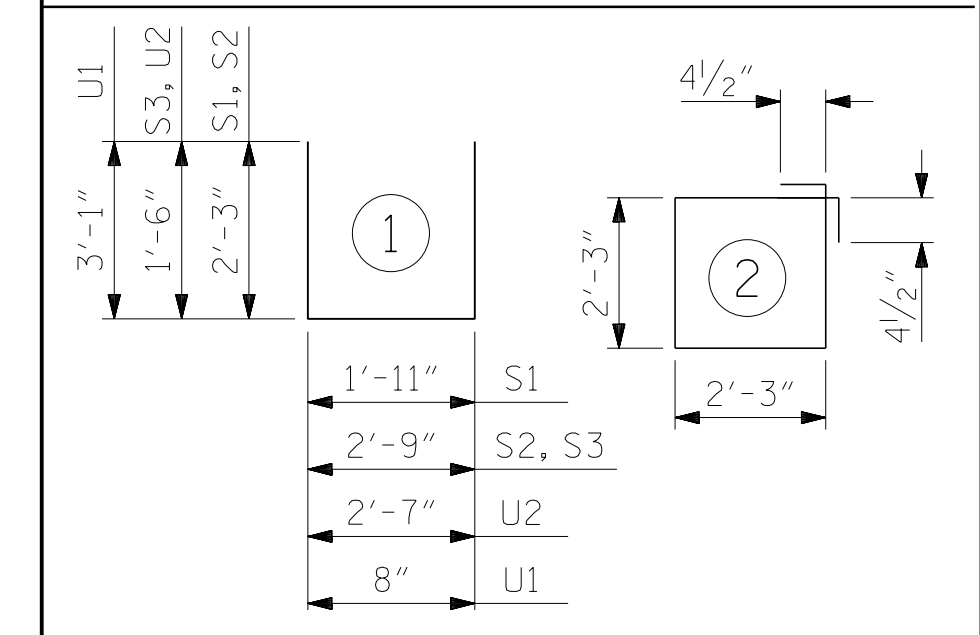 U1
S3, U2
S1, S2
3'-1"
1'-6"
2'-3"
1
1'-11" S1
2'-9" S2, S3
2'-7" U2
8" U1
4 1/2"
2'-3"
2
4 1/2"
2'-3"